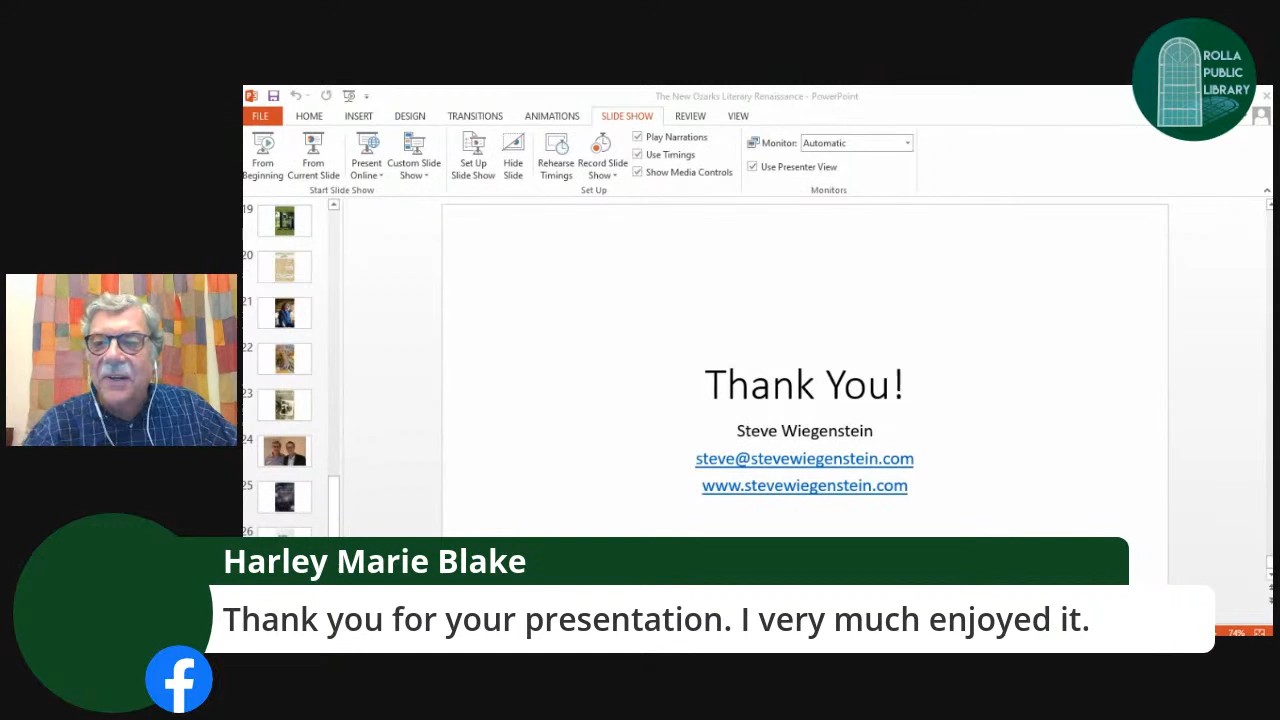 ROLLA
PUBLIC
LIBRARY
The New Ozarks Literary Renaissance - PowerPoint
FILE HOME INSERT DESIGN TRANSITIONS ANIMATIONS SLIDE SHOW REVIEW VIEW
From Beginning
From Current Slide
Present Online
Custom Slide Show
Set Up Slide Show
Hide Slide
Rehearse Timings
Record Slide Show
Play Narrations
Use Timings
Show Media Controls
Monitor: Automatic
Use Presenter View
Start Slide Show Set Up Monitors
19
20
21
22
23
24
25
26
Thank You!
Steve Wiegenstein
steve@stevewiegenstein.com
www.stevewiegenstein.com
74%
Harley Marie Blake
Thank you for your presentation. I very much enjoyed it.